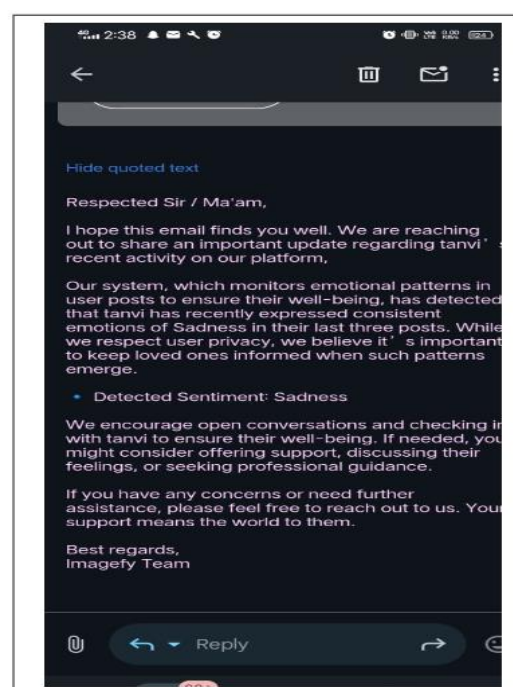 4G 2:38
LTE 0.00 KB/s 24
Hide quoted text
Respected Sir / Ma'am,
I hope this email finds you well. We are reaching
out to share an important update regarding tanvi's
recent activity on our platform,
Our system, which monitors emotional patterns in
user posts to ensure their well-being, has detected
that tanvi has recently expressed consistent
emotions of Sadness in their last three posts. While
we respect user privacy, we believe it's important
to keep loved ones informed when such patterns
emerge.
• Detected Sentiment: Sadness
We encourage open conversations and checking in
with tanvi to ensure their well-being. If needed, you
might consider offering support, discussing their
feelings, or seeking professional guidance.
If you have any concerns or need further
assistance, please feel free to reach out to us. Your
support means the world to them.
Best regards,
Imagefy Team
Reply